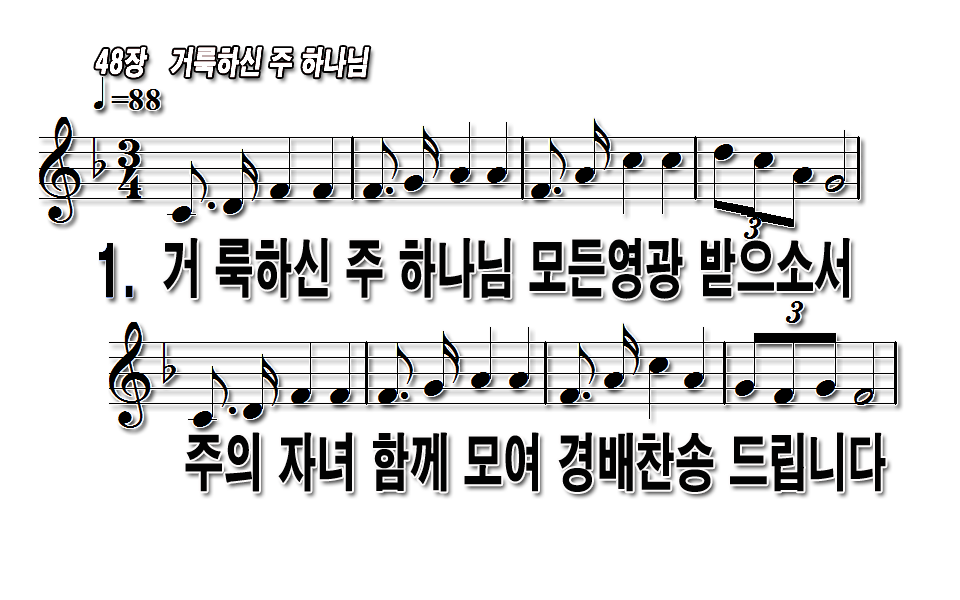 48장 거룩하신 주 하나님
♩=88
3
4
3
1. 거 룩하신 주 하나님 모든영광 받으소서
3
주의 자녀 함께 모여 경배찬송 드립니다